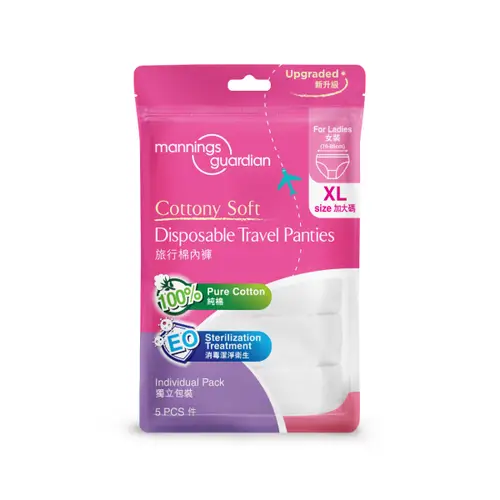 Upgraded*
新升級
For Ladies
女裝
XL
size 加大碼
mannings
guardian
Cottony Soft
Disposable Travel Panties
旅行棉內褲
100%
Pure Cotton
純棉
EO
Sterilization
Treatment
消毒潔淨衛生
Individual Pack
獨立包裝
5 PCS 件